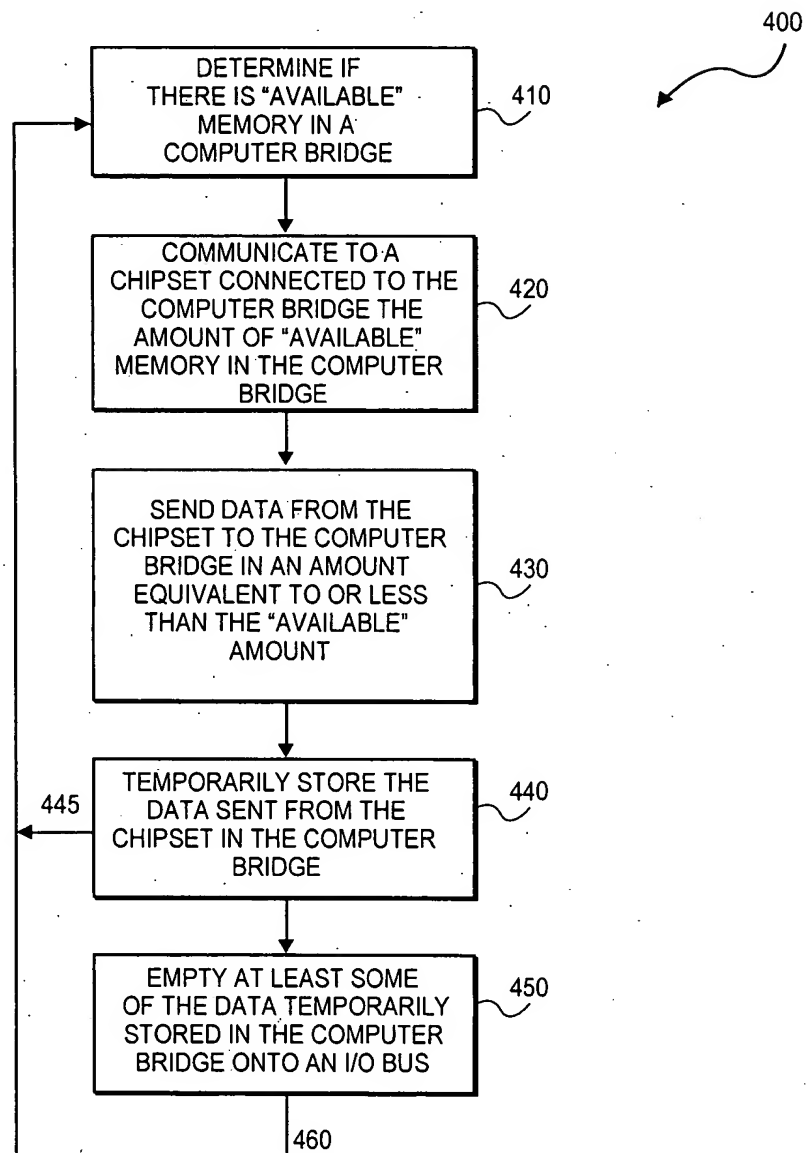 400
DETERMINE IF
THERE IS "AVAILABLE"
MEMORY IN A
COMPUTER BRIDGE
410
COMMUNICATE TO A
CHIPSET CONNECTED TO THE
COMPUTER BRIDGE THE
AMOUNT OF "AVAILABLE"
MEMORY IN THE COMPUTER
BRIDGE
420
SEND DATA FROM THE
CHIPSET TO THE COMPUTER
BRIDGE IN AN AMOUNT
EQUIVALENT TO OR LESS
THAN THE "AVAILABLE"
AMOUNT
430
445
TEMPORARILY STORE THE
DATA SENT FROM THE
CHIPSET IN THE COMPUTER
BRIDGE
440
EMPTY AT LEAST SOME
OF THE DATA TEMPORARILY
STORED IN THE COMPUTER
BRIDGE ONTO AN I/O BUS
450
460